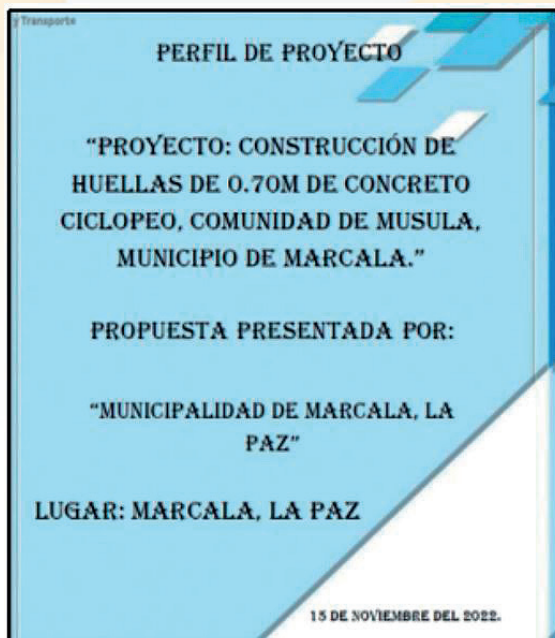 y Transporte
PERFIL DE PROYECTO
“PROYECTO: CONSTRUCCIÓN DE
HUELLAS DE 0.70M DE CONCRETO
CICLOPEO, COMUNIDAD DE MUSULA,
MUNICIPIO DE MARCALA.”
PROPUESTA PRESENTADA POR:
“MUNICIPALIDAD DE MARCALA, LA
PAZ”
LUGAR: MARCALA, LA PAZ
15 DE NOVIEMBRE DEL 2022.